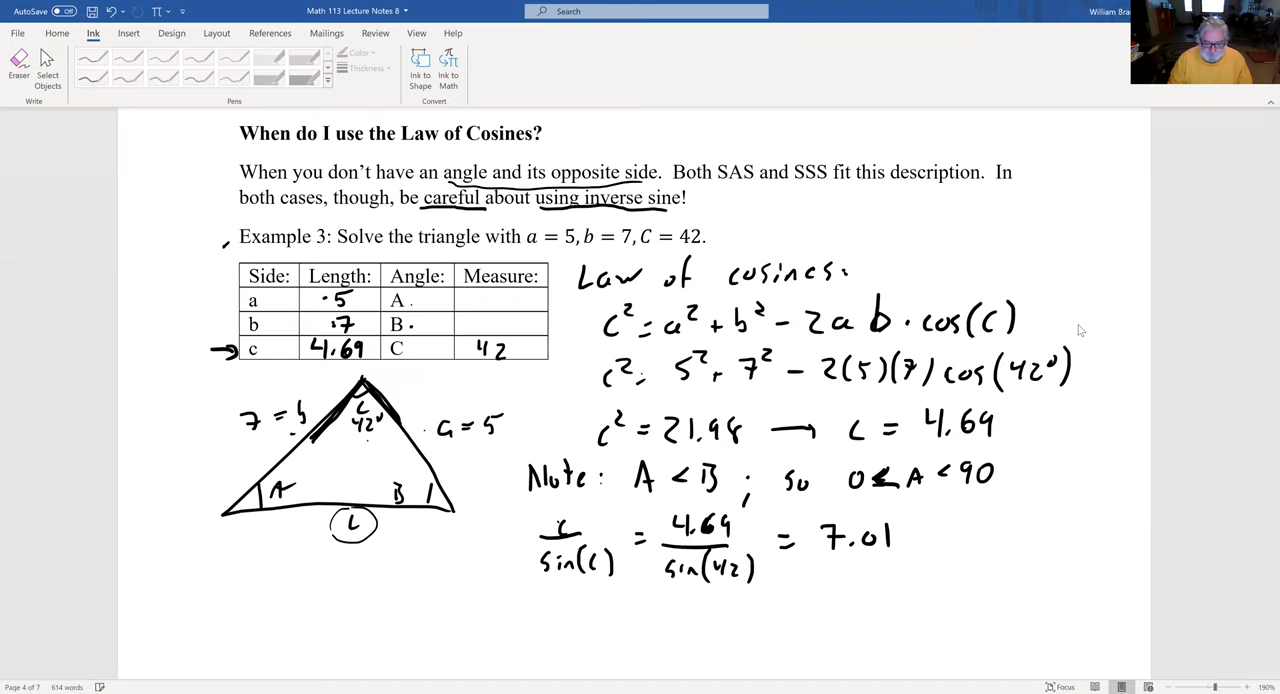 AutoSave Off
Math 113 Lecture Notes 8
Search
William Bra
File Home Ink Insert Design Layout References Mailings Review View Help
Eraser
Select Objects
Color
Thickness
Ink to Shape
Ink to Math
Write
Pens
Convert
When do I use the Law of Cosines?
When you don't have an angle and its opposite side. Both SAS and SSS fit this description. In
both cases, though, be careful about using inverse sine!
Example 3: Solve the triangle with a = 5, b = 7, C = 42.
Side: Length: Angle: Measure:
a 5 A
b 7 B
c 4.69 C 42
7 = b
C
42°
a = 5
A
B
c
Law of cosines:
c² = a² + b² - 2a b · cos(C)
c² = 5² + 7² - 2(5)(7) cos(42°)
c² = 21.98 → c = 4.69
Note: A < B ; so 0 < A < 90
c/sin(C) = 4.69/sin(42) = 7.01
Page 4 of 7 614 words
Focus
190%